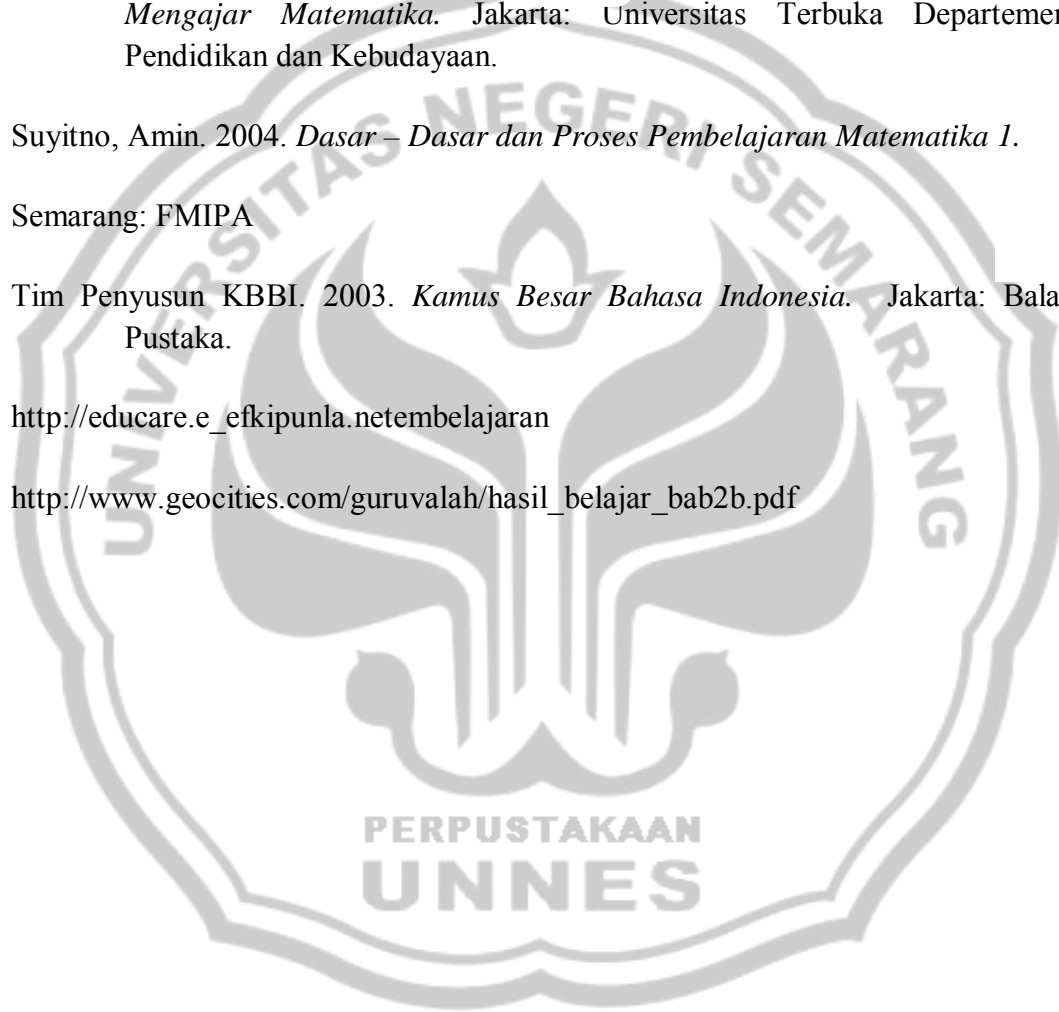 Mengajar Matematika. Jakarta: Universitas Terbuka Departemen
Pendidikan dan Kebudayaan.
Suyitno, Amin. 2004. Dasar – Dasar dan Proses Pembelajaran Matematika 1.
Semarang: FMIPA
Tim Penyusun KBBI. 2003. Kamus Besar Bahasa Indonesia. Jakarta: Bala
Pustaka.
http://educare.e_efkipunla.netembelajaran
http://www.geocities.com/guruvalah/hasil_belajar_bab2b.pdf
UNIVERSITAS NEGERI SEMARANG
PERPUSTAKAAN
UNNES